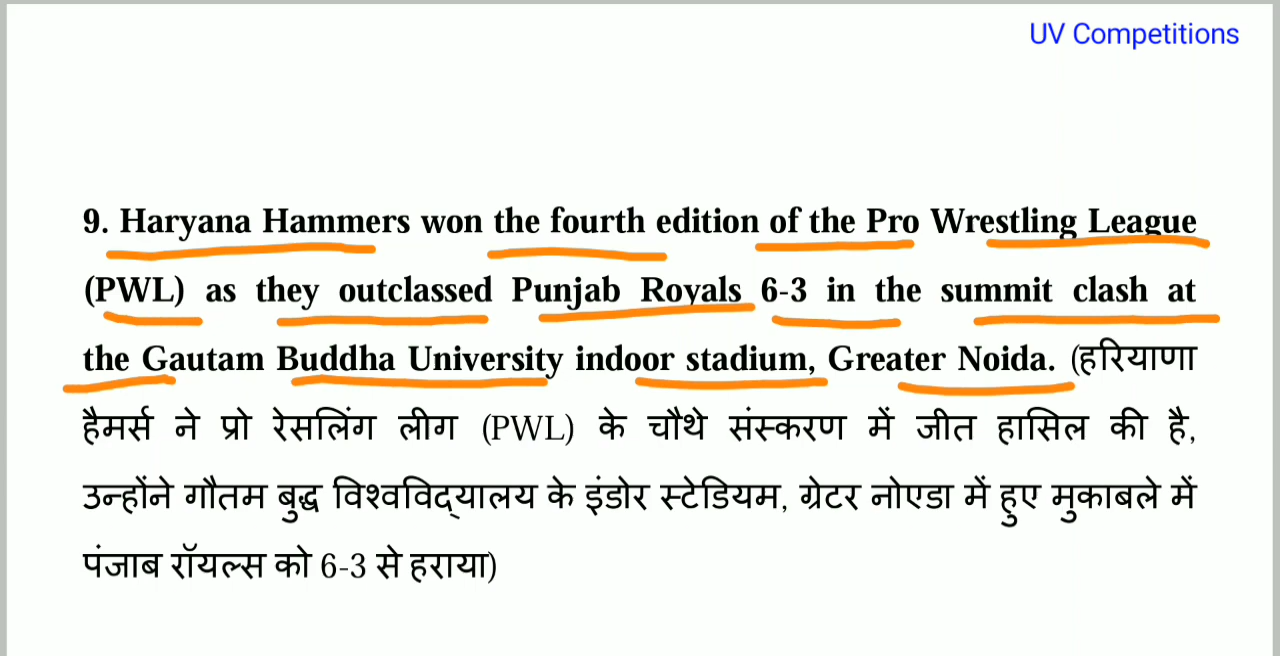 UV Competitions
9. Haryana Hammers won the fourth edition of the Pro Wrestling League
(PWL) as they outclassed Punjab Royals 6-3 in the summit clash at
the Gautam Buddha University indoor stadium, Greater Noida. (हरियाणा
हैमर्स ने प्रो रेसलिंग लीग (PWL) के चौथे संस्करण में जीत हासिल की है,
उन्होंने गौतम बुद्ध विश्वविद्यालय के इंडोर स्टेडियम, ग्रेटर नोएडा में हुए मुकाबले में
पंजाब रॉयल्स को 6-3 से हराया)